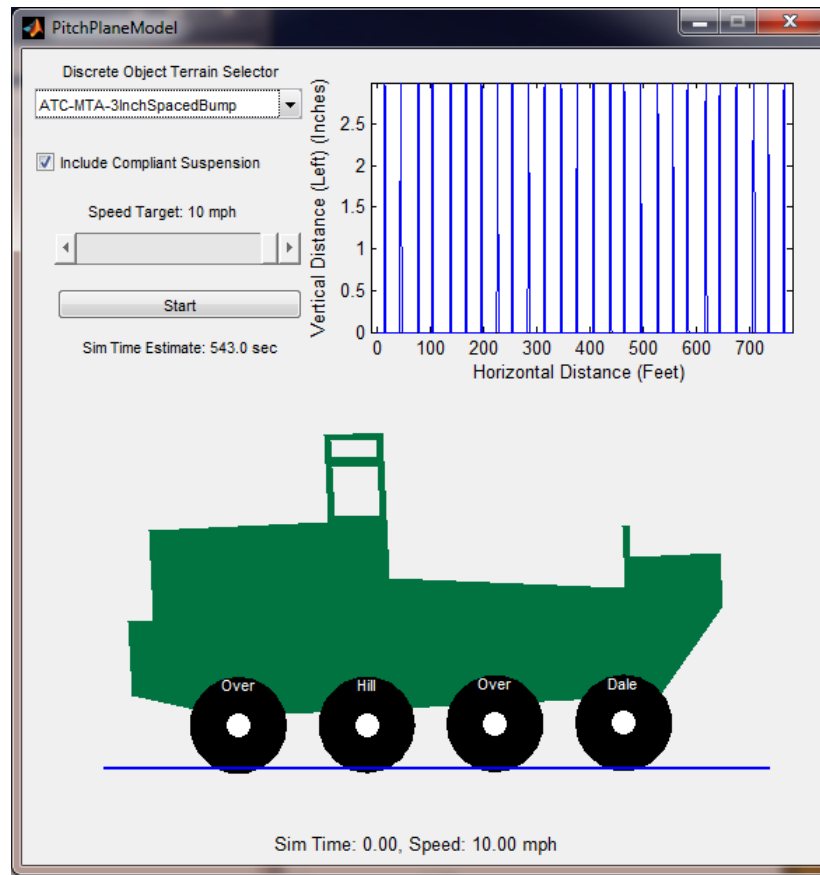 PitchPlaneModel
Discrete Object Terrain Selector
ATC-MTA-3InchSpacedBump
Include Compliant Suspension
Speed Target: 10 mph
Start
Sim Time Estimate: 543.0 sec
Vertical Distance (Left) (Inches)
2.5
2
1.5
1
0.5
0
0 100 200 300 400 500 600 700
Horizontal Distance (Feet)
Over Hill Over Dale
Sim Time: 0.00, Speed: 10.00 mph